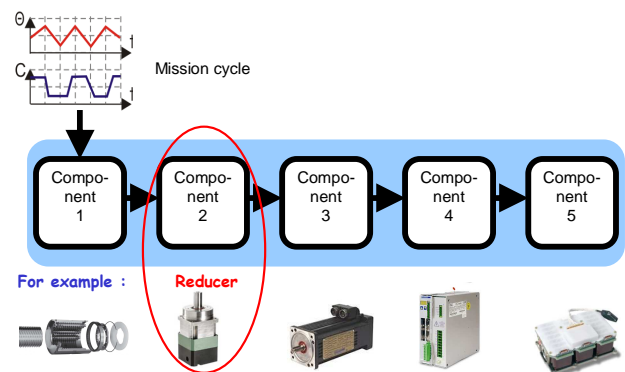 Θ
t
Mission cycle
C
t
Compo-
nent
1
Compo-
nent
2
Compo-
nent
3
Compo-
nent
4
Compo-
nent
5
For example :
Reducer